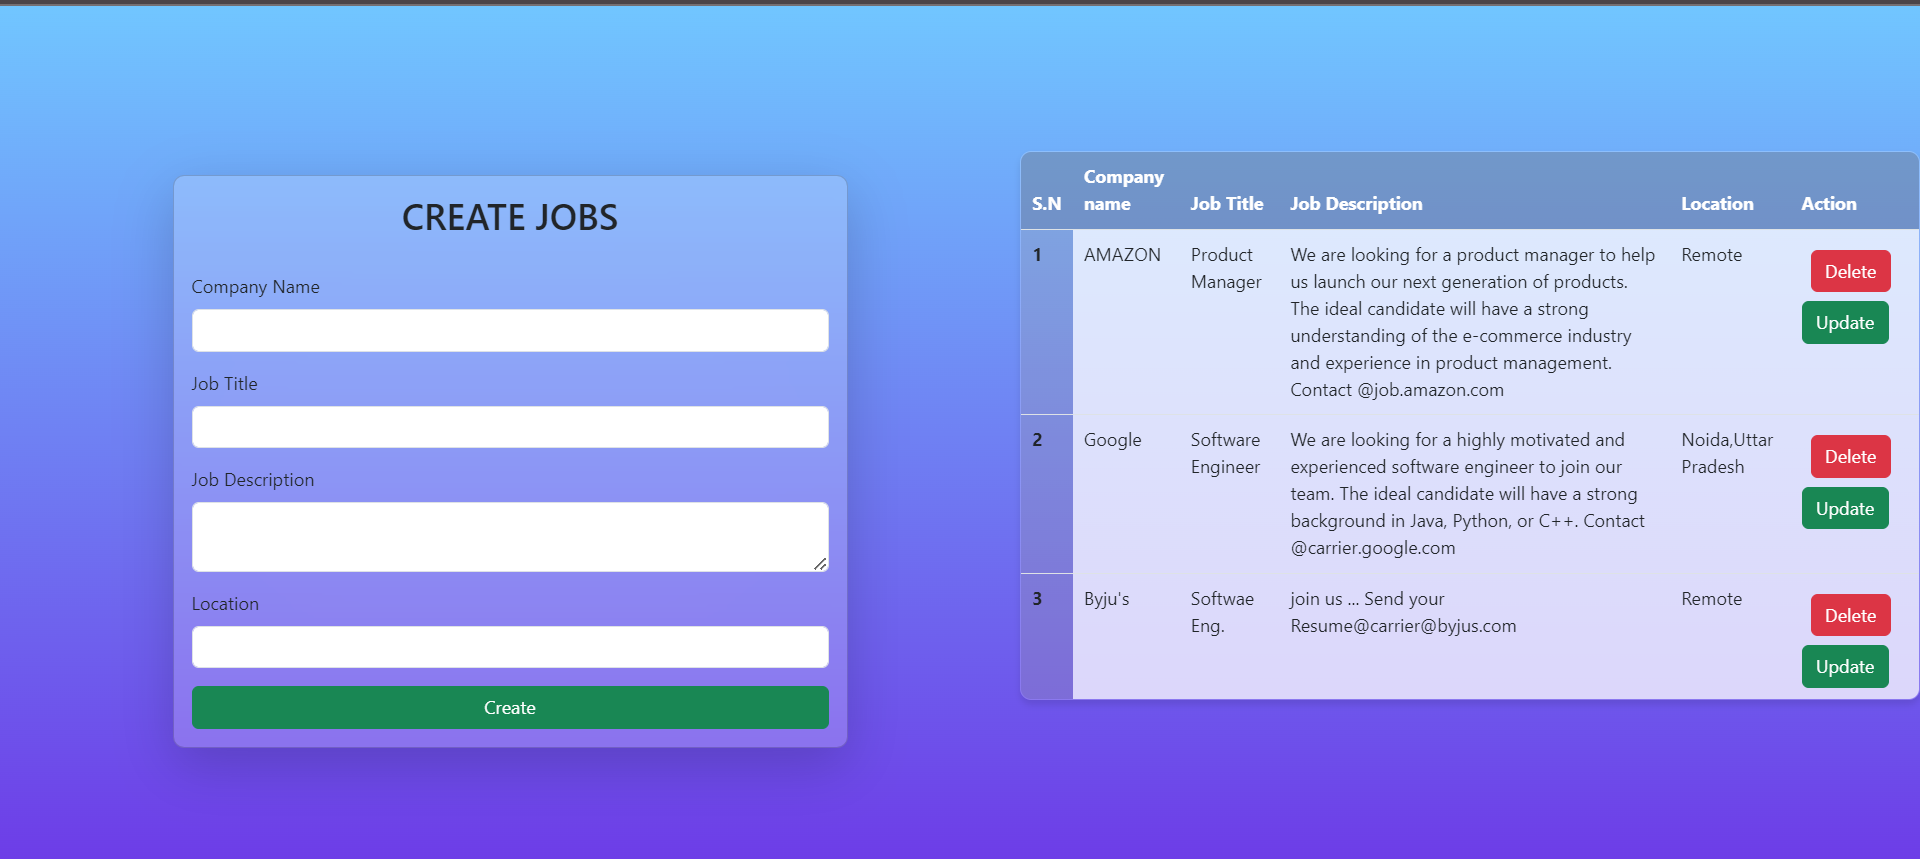 CREATE JOBS
Company Name
Job Title
Job Description
Location
Create
Company
name
S.N
Job Title
Job Description
Location
Action
1
AMAZON
Product
Manager
We are looking for a product manager to help
us launch our next generation of products.
The ideal candidate will have a strong
understanding of the e-commerce industry
and experience in product management.
Contact @job.amazon.com
Remote
Delete
Update
2
Google
Software
Engineer
We are looking for a highly motivated and
experienced software engineer to join our
team. The ideal candidate will have a strong
background in Java, Python, or C++. Contact
@carrier.google.com
Noida,Uttar
Pradesh
Delete
Update
3
Byju's
Softwae
Eng.
join us ... Send your
Resume@carrier@byjus.com
Remote
Delete
Update